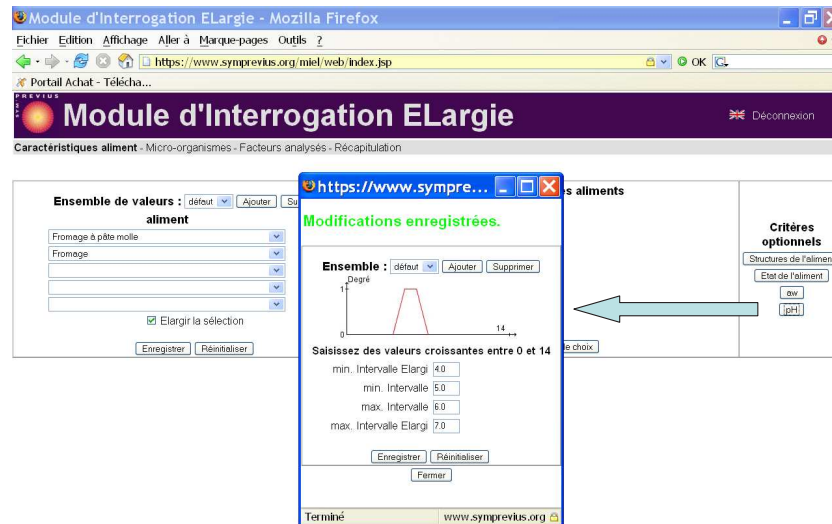 Module d'Interrogation ELargie - Mozilla Firefox
Fichier Edition Affichage Aller à Marque-pages Outils ?
https://www.symprevius.org/miel/web/index.jsp OK
Portail Achat - Télécha...
SYM PREVIUS
Module d'Interrogation ELargie
Déconnexion
Caractéristiques aliment - Micro-organismes - Facteurs analysés - Récapitulation
Ensemble de valeurs : défaut Ajouter Su
aliment
Fromage à pâte molle
Fromage
Elargir la sélection
Enregistrer Réinitialiser
https://www.sympre...
Modifications enregistrées.
Ensemble : défaut Ajouter Supprimer
Degré
1
0
14
Saisissez des valeurs croissantes entre 0 et 14
min. Intervalle Elargi 4.0
min. Intervalle 5.0
max. Intervalle 6.0
max. Intervalle Elargi 7.0
Enregistrer Réinitialiser
Fermer
Terminé www.symprevius.org
s aliments
de choix
Critères
optionnels
Structures de l'alimen
Etat de l'aliment
aw
pH